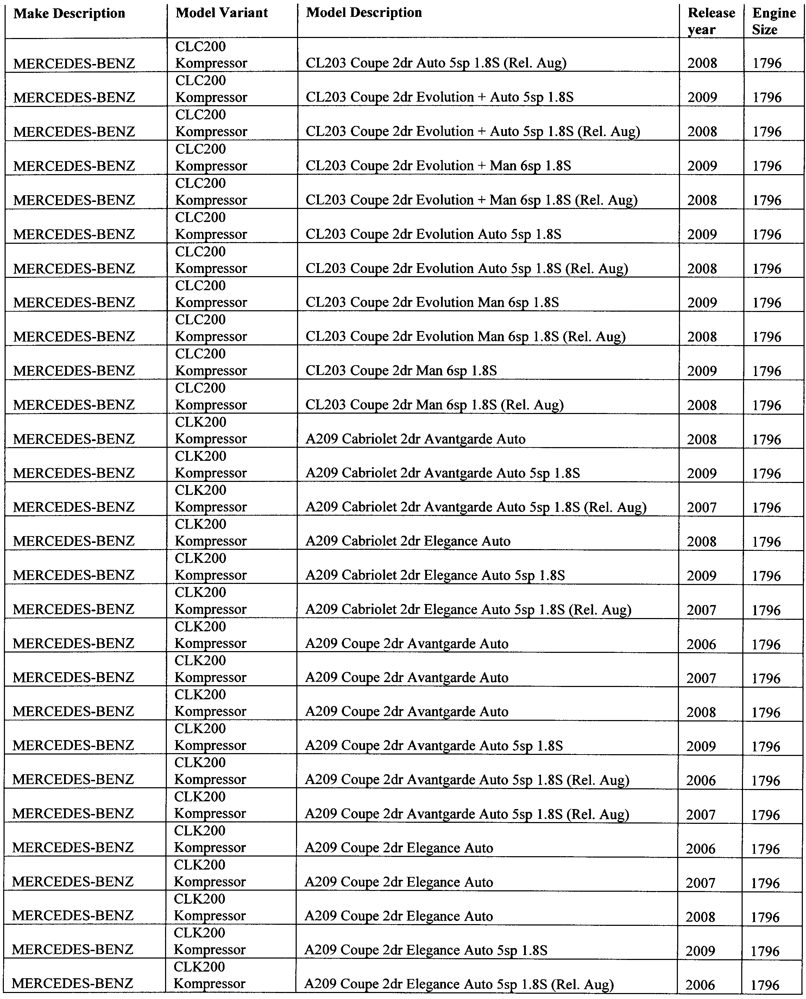 Make Description Model Variant Model Description Release Engine
year Size
CLC200
MERCEDES-BENZ Kompressor CL203 Coupe 2dr Auto 5sp 1.8S (Rel. Aug) 2008 1796
CLC200
MERCEDES-BENZ Kompressor CL203 Coupe 2dr Evolution + Auto 5sp 1.8S 2009 1796
CLC200
MERCEDES-BENZ Kompressor CL203 Coupe 2dr Evolution + Auto 5sp 1.8S (Rel. Aug) 2008 1796
CLC200
MERCEDES-BENZ Kompressor CL203 Coupe 2dr Evolution + Man 6sp 1.8S 2009 1796
CLC200
MERCEDES-BENZ Kompressor CL203 Coupe 2dr Evolution + Man 6sp 1.8S (Rel. Aug) 2008 1796
CLC200
MERCEDES-BENZ Kompressor CL203 Coupe 2dr Evolution Auto 5sp 1.8S 2009 1796
CLC200
MERCEDES-BENZ Kompressor CL203 Coupe 2dr Evolution Auto 5sp 1.8S (Rel. Aug) 2008 1796
CLC200
MERCEDES-BENZ Kompressor CL203 Coupe 2dr Evolution Man 6sp 1.8S 2009 1796
CLC200
MERCEDES-BENZ Kompressor CL203 Coupe 2dr Evolution Man 6sp 1.8S (Rel. Aug) 2008 1796
CLC200
MERCEDES-BENZ Kompressor CL203 Coupe 2dr Man 6sp 1.8S 2009 1796
CLC200
MERCEDES-BENZ Kompressor CL203 Coupe 2dr Man 6sp 1.8S (Rel. Aug) 2008 1796
CLK200
MERCEDES-BENZ Kompressor A209 Cabriolet 2dr Avantgarde Auto 2008 1796
CLK200
MERCEDES-BENZ Kompressor A209 Cabriolet 2dr Avantgarde Auto 5sp 1.8S 2009 1796
CLK200
MERCEDES-BENZ Kompressor A209 Cabriolet 2dr Avantgarde Auto 5sp 1.8S (Rel. Aug) 2007 1796
CLK200
MERCEDES-BENZ Kompressor A209 Cabriolet 2dr Elegance Auto 2008 1796
CLK200
MERCEDES-BENZ Kompressor A209 Cabriolet 2dr Elegance Auto 5sp 1.8S 2009 1796
CLK200
MERCEDES-BENZ Kompressor A209 Cabriolet 2dr Elegance Auto 5sp 1.8S (Rel. Aug) 2007 1796
CLK200
MERCEDES-BENZ Kompressor A209 Coupe 2dr Avantgarde Auto 2006 1796
CLK200
MERCEDES-BENZ Kompressor A209 Coupe 2dr Avantgarde Auto 2007 1796
CLK200
MERCEDES-BENZ Kompressor A209 Coupe 2dr Avantgarde Auto 2008 1796
CLK200
MERCEDES-BENZ Kompressor A209 Coupe 2dr Avantgarde Auto 5sp 1.8S 2009 1796
CLK200
MERCEDES-BENZ Kompressor A209 Coupe 2dr Avantgarde Auto 5sp 1.8S (Rel. Aug) 2006 1796
CLK200
MERCEDES-BENZ Kompressor A209 Coupe 2dr Avantgarde Auto 5sp 1.8S (Rel. Aug) 2007 1796
CLK200
MERCEDES-BENZ Kompressor A209 Coupe 2dr Elegance Auto 2006 1796
CLK200
MERCEDES-BENZ Kompressor A209 Coupe 2dr Elegance Auto 2007 1796
CLK200
MERCEDES-BENZ Kompressor A209 Coupe 2dr Elegance Auto 2008 1796
CLK200
MERCEDES-BENZ Kompressor A209 Coupe 2dr Elegance Auto 5sp 1.8S 2009 1796
CLK200
MERCEDES-BENZ Kompressor A209 Coupe 2dr Elegance Auto 5sp 1.8S (Rel. Aug) 2006 1796